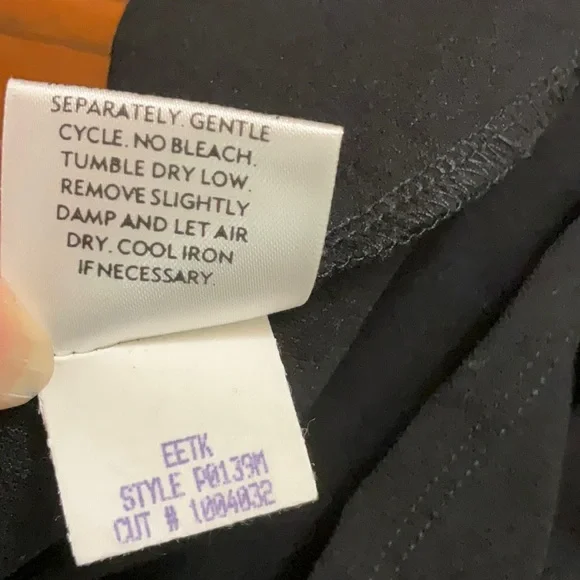 SEPARATELY. GENTLE
CYCLE. NO BLEACH.
TUMBLE DRY LOW.
REMOVE SLIGHTLY
DAMP AND LET AIR
DRY. COOL IRON
IF NECESSARY.
EETK
STYLE P0139M
CUT # 1004032